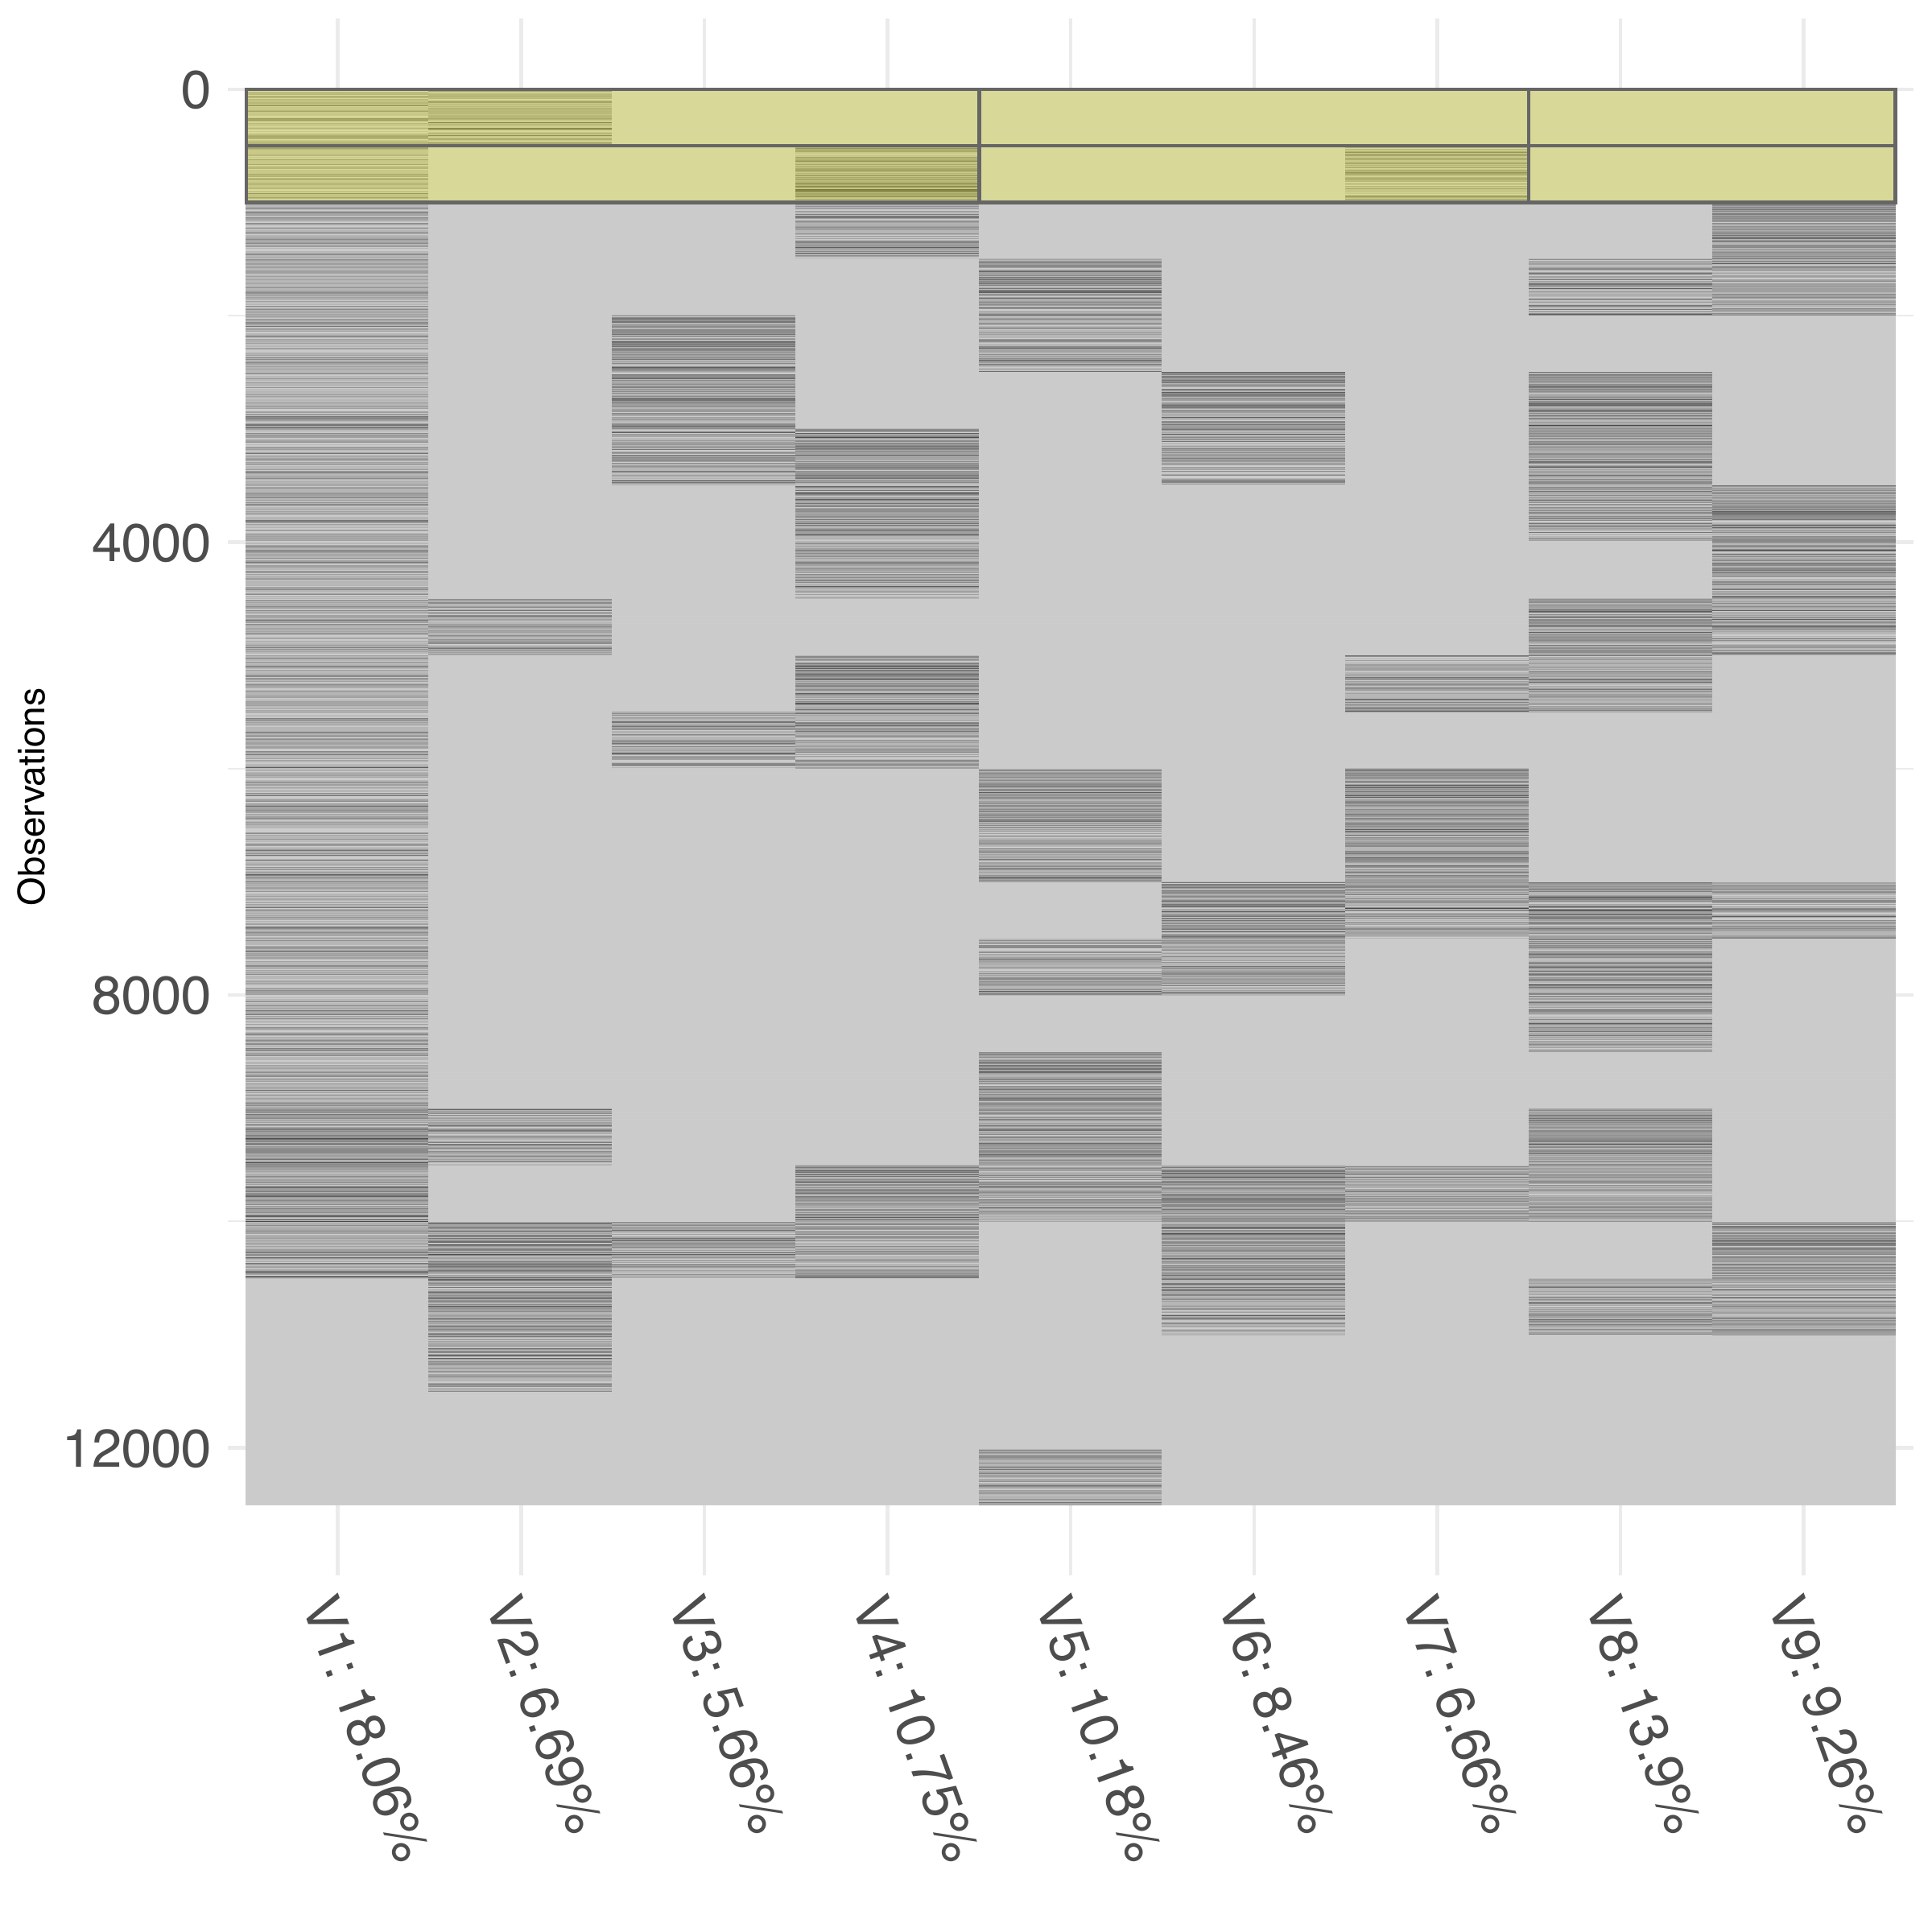 0
4000
8000
12000
Observations
V1: 18.06%
V2: 6.69%
V3: 5.66%
V4: 10.75%
V5: 10.18%
V6: 8.46%
V7: 6.66%
V8: 13.9%
V9: 9.26%